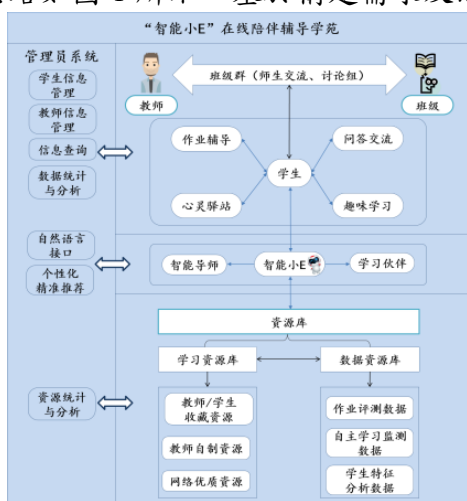 “智能小E”在线陪伴辅导学苑
管理员系统
学生信息
管理
教师信息
管理
信息查询
数据统计
与分析
自然语言
接口
个性化
精准推荐
资源统计
与分析
班级群（师生交流、讨论组）
教师
班级
作业辅导
问答交流
学生
心灵驿站
趣味学习
智能导师
智能小E
学习伙伴
资源库
学习资源库
数据资源库
教师/学生
收藏资源
教师自制资源
网络优质资源
作业评测数据
自主学习监测
数据
学生特征
分析数据